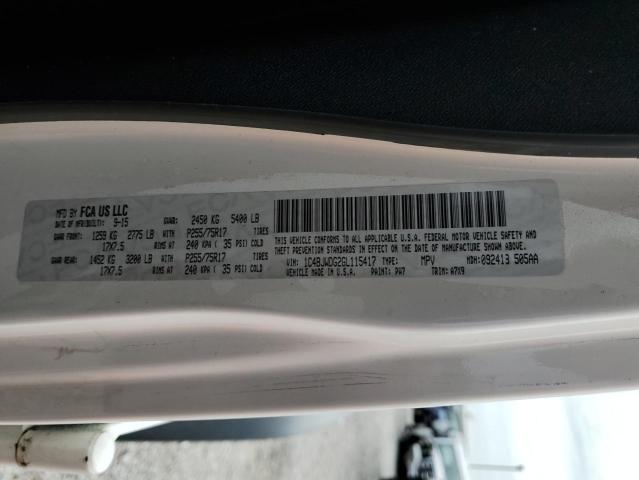 MFD BY FCA US LLC
DATE OF MFR(BUILT): 9-15 GVWR: 2450 KG 5400 LB
GAWR FRONT: 1259 KG 2775 LB WITH P255/75R17 TIRES
17X7.5 RIMS AT 240 KPA ( 35 PSI) COLD
GAWR REAR: 1452 KG 3200 LB WITH P255/75R17 TIRES
17X7.5 RIMS AT 240 KPA ( 35 PSI) COLD
THIS VEHICLE CONFORMS TO ALL APPLICABLE U.S.A. FEDERAL MOTOR VEHICLE SAFETY AND
THEFT PREVENTION STANDARDS IN EFFECT ON THE DATE OF MANUFACTURE SHOWN ABOVE.
VIN: 1C4BJWDG2GL115417 TYPE: MPV MDH: 092413 505AA
VEHICLE MADE IN U.S.A. PAINT: PW7 TRIM: A7X9